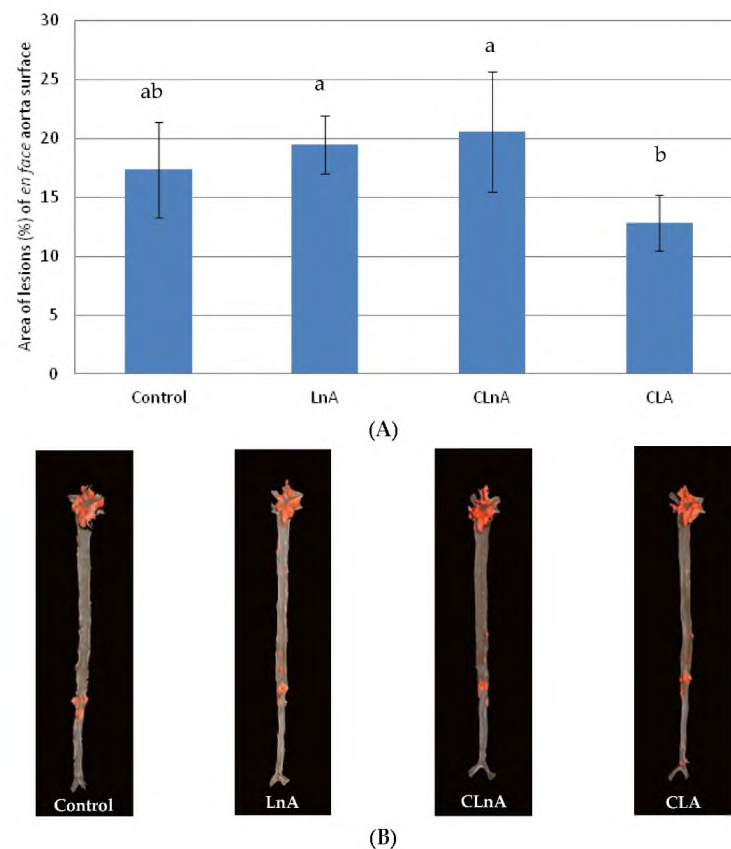 30
25
20
15
10
5
0
Area of lesions (%) of en face aorta surface
ab
a
a
b
Control LnA CLnA CLA
(A)
Control LnA CLnA CLA
(B)